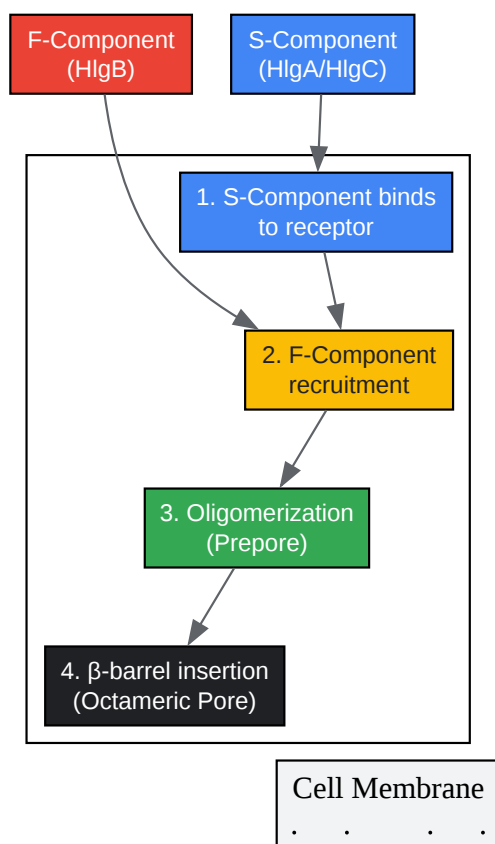 F-Component
(HlgB)
S-Component
(HlgA/HlgC)
1. S-Component binds
to receptor
2. F-Component
recruitment
3. Oligomerization
(Prepore)
4. β-barrel insertion
(Octameric Pore)
Cell Membrane
. . . .